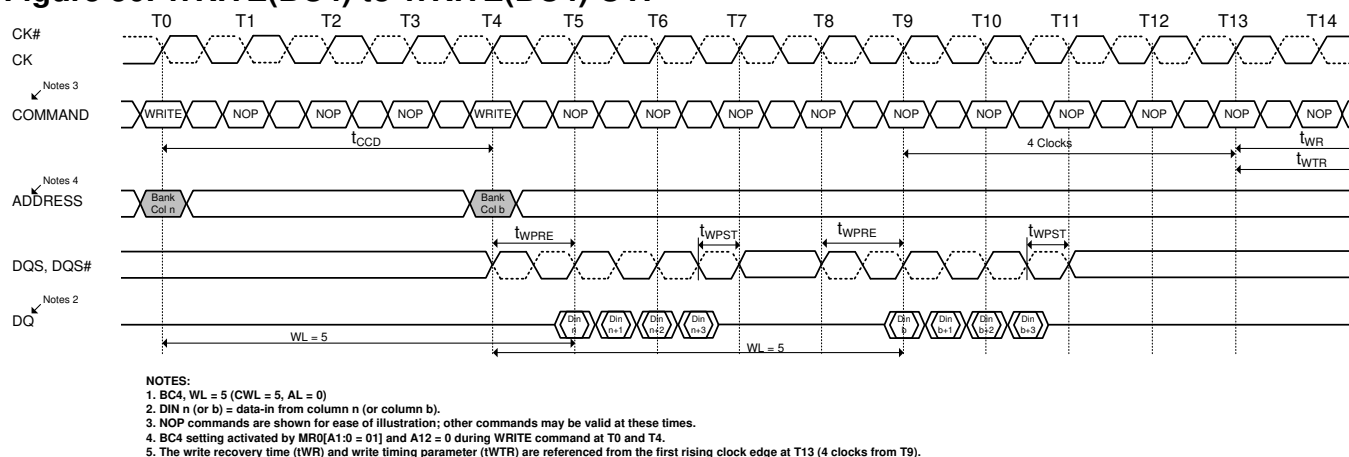 T0 T1 T2 T3 T4 T5 T6 T7 T8 T9 T10 T11 T12 T13 T14
CK#
CK
Notes 3
COMMAND
WRITE NOP NOP NOP WRITE NOP NOP NOP NOP NOP NOP NOP NOP NOP NOP
tCCD
4 Clocks
tWR
tWTR
Notes 4
ADDRESS
Bank
Col n
Bank
Col b
tWPRE tWPST tWPRE tWPST
DQS, DQS#
Notes 2
DQ
Din
n
Din
n+1
Din
n+2
Din
n+3
Din
b
Din
b+1
Din
b+2
Din
b+3
WL = 5
WL = 5
NOTES:
1. BC4, WL = 5 (CWL = 5, AL = 0)
2. DIN n (or b) = data-in from column n (or column b).
3. NOP commands are shown for ease of illustration; other commands may be valid at these times.
4. BC4 setting activated by MR0[A1:0 = 01] and A12 = 0 during WRITE command at T0 and T4.
5. The write recovery time (tWR) and write timing parameter (tWTR) are referenced from the first rising clock edge at T13 (4 clocks from T9).